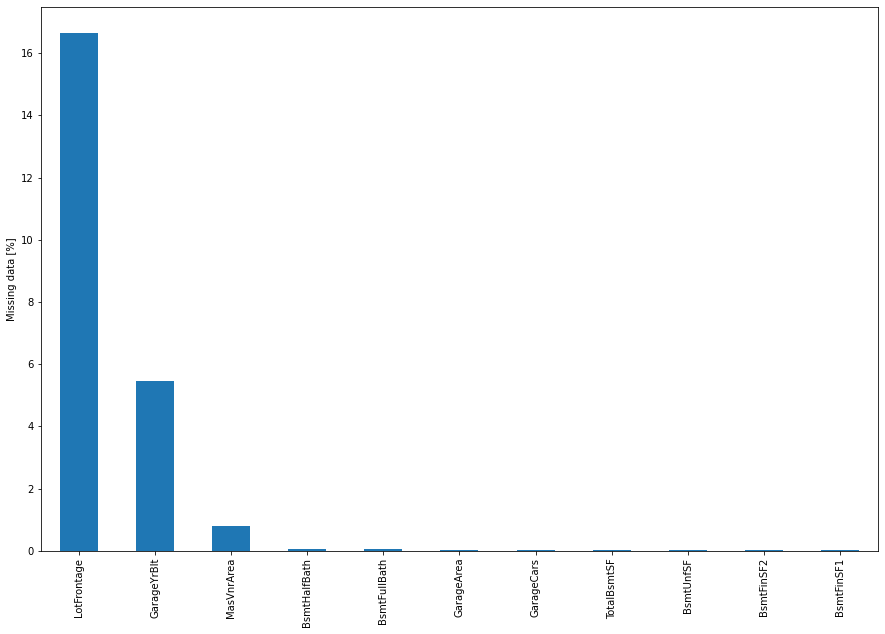 16
14
12
10
8
6
4
2
0
Missing data [%]
LotFrontage
GarageYrBlt
MasVnrArea
BsmtHalfBath
BsmtFullBath
GarageArea
GarageCars
TotalBsmtSF
BsmtUnfSF
BsmtFinSF2
BsmtFinSF1